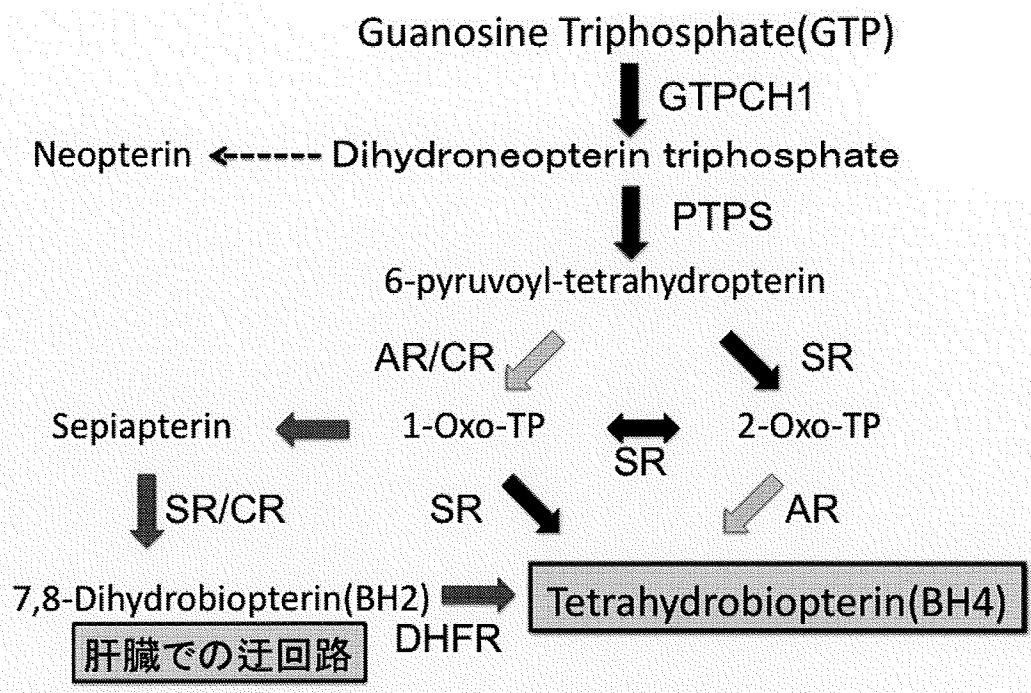 Guanosine Triphosphate(GTP)
GTPCH1
Neopterin
Dihydroneopterin triphosphate
PTPS
6-pyruvoyl-tetrahydropterin
AR/CR
SR
Sepiapterin
1-Oxo-TP
2-Oxo-TP
SR
SR/CR
SR
AR
7,8-Dihydrobiopterin(BH2)
Tetrahydrobiopterin(BH4)
DHFR
肝臓での迂回路